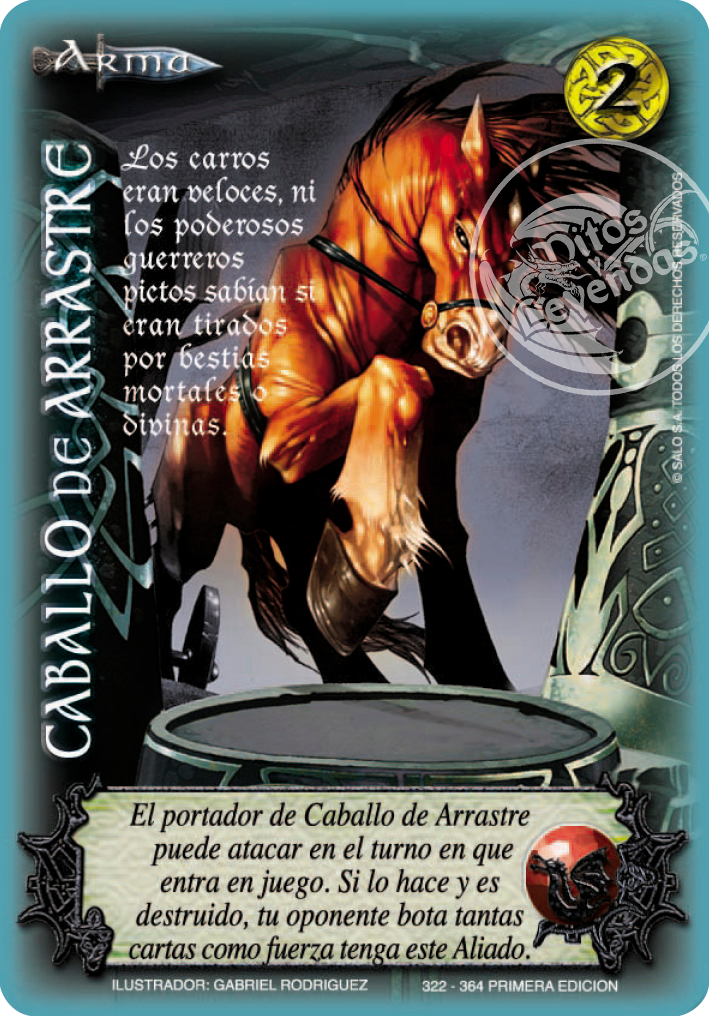 Arma
2
CABALLO DE ARRASTRE
Los carros
eran veloces, ni
los poderosos
guerreros
pictos sabían si
eran tirados
por bestias
mortales o
divinas.
Mitos
y
Leyendas
© SALO S.A. TODOS LOS DERECHOS RESERVADOS
El portador de Caballo de Arrastre
puede atacar en el turno en que
entra en juego. Si lo hace y es
destruido, tu oponente bota tantas
cartas como fuerza tenga este Aliado.
ILUSTRADOR: GABRIEL RODRIGUEZ
322 - 364 PRIMERA EDICION